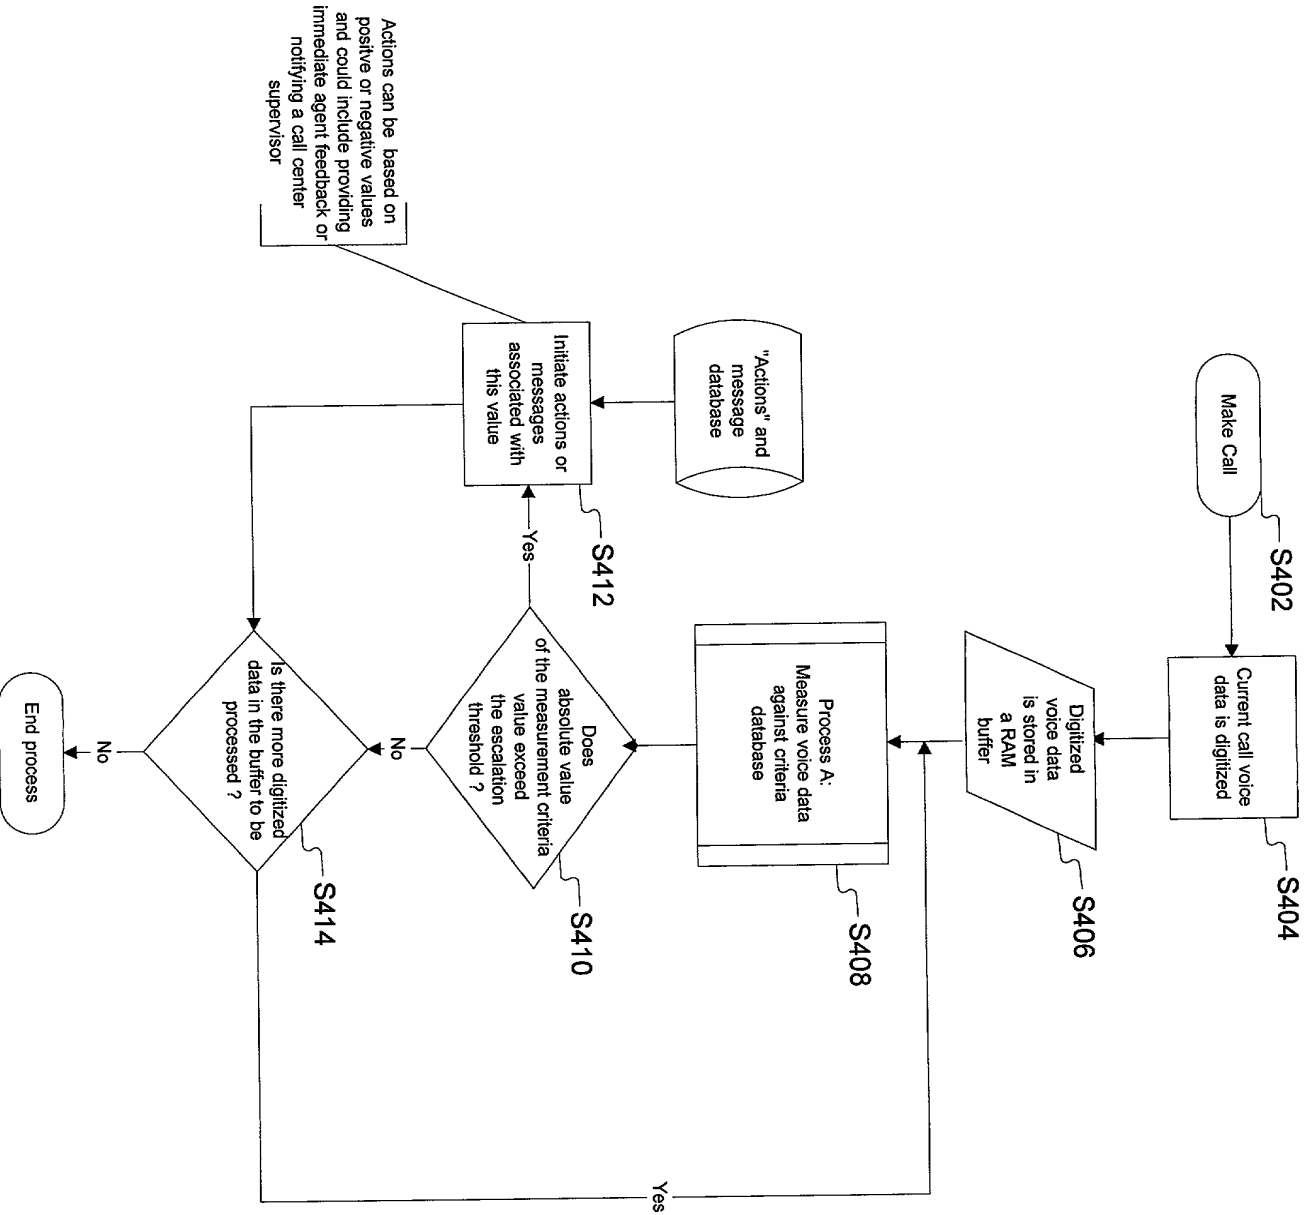 Make Call
S402
Current call voice
data is digitized
S404
Digitized
voice data
is stored in
a RAM
buffer
S406
Process A:
Measure voice data
against criteria
database
S408
"Actions" and
message
database
Does
absolute value
of the measurement criteria
value exceed
the escalation
threshold ?
S410
Yes
No
Initiate actions or
messages
associated with
this value
S412
Actions can be based on
positve or negative values
and could include providing
immediate agent feedback or
notifying a call center
supervisor
Is there more digitized
data in the buffer to be
processed ?
S414
Yes
No
End process